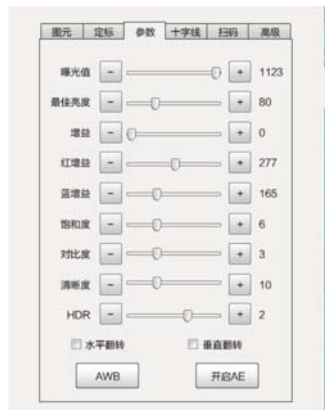 图元 定标 参数 十字线 扫码 高级
曝光值 - + 1123
最佳亮度 - + 80
增益 - + 0
红增益 - + 277
蓝增益 - + 165
饱和度 - + 6
对比度 - + 3
清晰度 - + 10
HDR - + 2
水平翻转 垂直翻转
AWB 开启AE